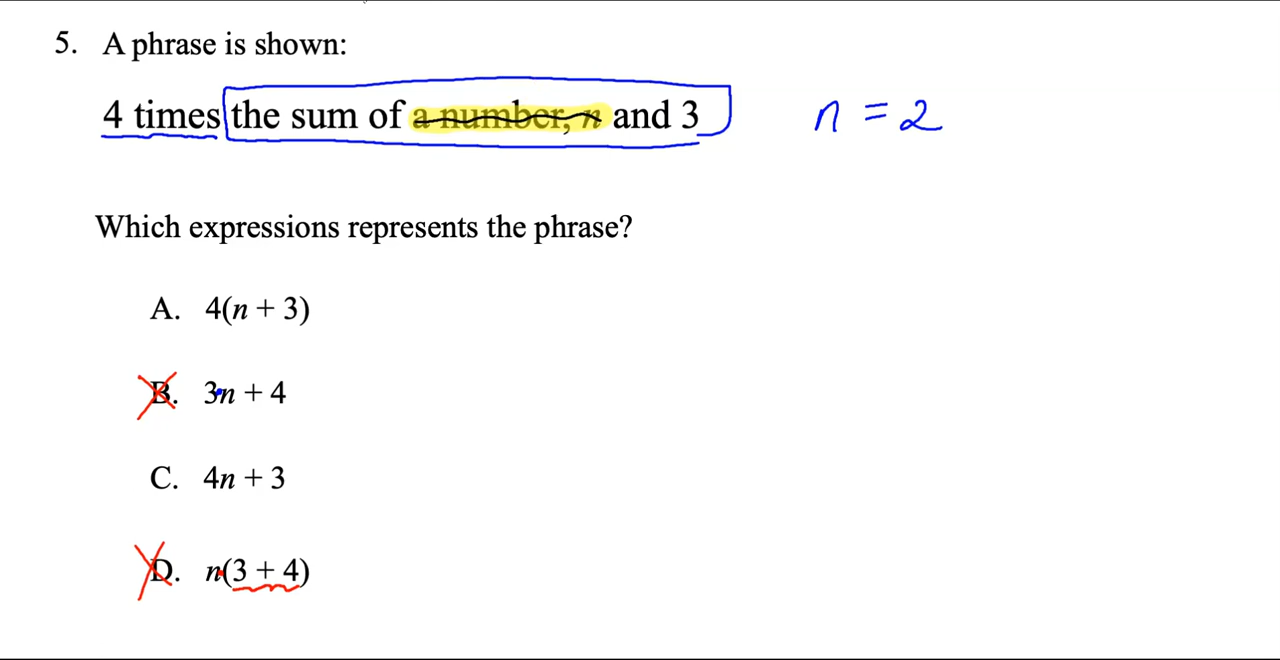 5. A phrase is shown:
4 times the sum of a number, n and 3 n = 2
Which expressions represents the phrase?
A. 4(n + 3)
B. 3·n + 4
C. 4n + 3
D. n·(3 + 4)